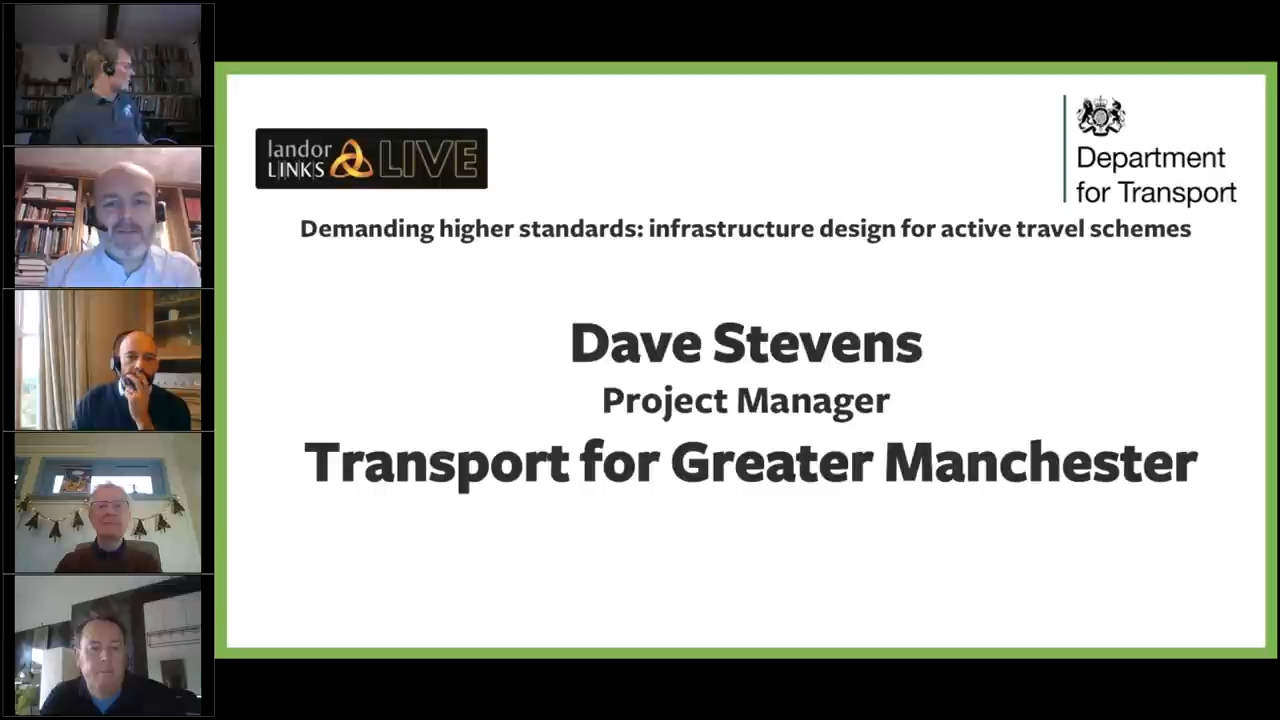 landor
LINKS
LIVE
Department
for Transport
Demanding higher standards: infrastructure design for active travel schemes
Dave Stevens
Project Manager
Transport for Greater Manchester